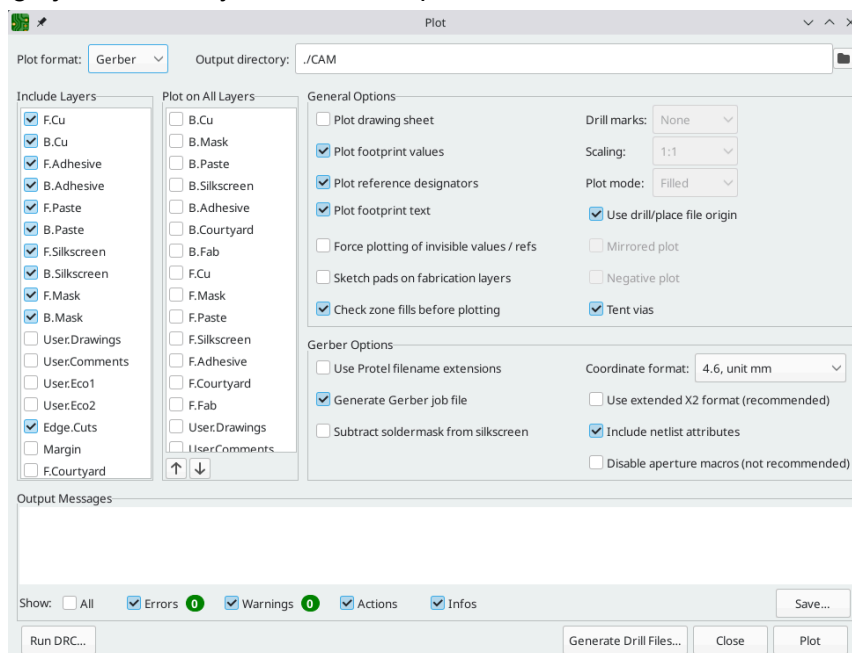 Plot
Plot format: Gerber Output directory: ./CAM
Include Layers
F.Cu
B.Cu
F.Adhesive
B.Adhesive
F.Paste
B.Paste
F.Silkscreen
B.Silkscreen
F.Mask
B.Mask
User.Drawings
User.Comments
User.Eco1
User.Eco2
Edge.Cuts
Margin
F.Courtyard
Plot on All Layers
B.Cu
B.Mask
B.Paste
B.Silkscreen
B.Adhesive
B.Courtyard
B.Fab
F.Cu
F.Mask
F.Paste
F.Silkscreen
F.Adhesive
F.Courtyard
F.Fab
User.Drawings
User.Comments
General Options
Plot drawing sheet
Plot footprint values
Plot reference designators
Plot footprint text
Force plotting of invisible values / refs
Sketch pads on fabrication layers
Check zone fills before plotting
Drill marks: None
Scaling: 1:1
Plot mode: Filled
Use drill/place file origin
Mirrored plot
Negative plot
Tent vias
Gerber Options
Use Protel filename extensions
Generate Gerber job file
Subtract soldermask from silkscreen
Coordinate format: 4.6, unit mm
Use extended X2 format (recommended)
Include netlist attributes
Disable aperture macros (not recommended)
Output Messages
Show: All Errors 0 Warnings 0 Actions Infos Save...
Run DRC... Generate Drill Files... Close Plot